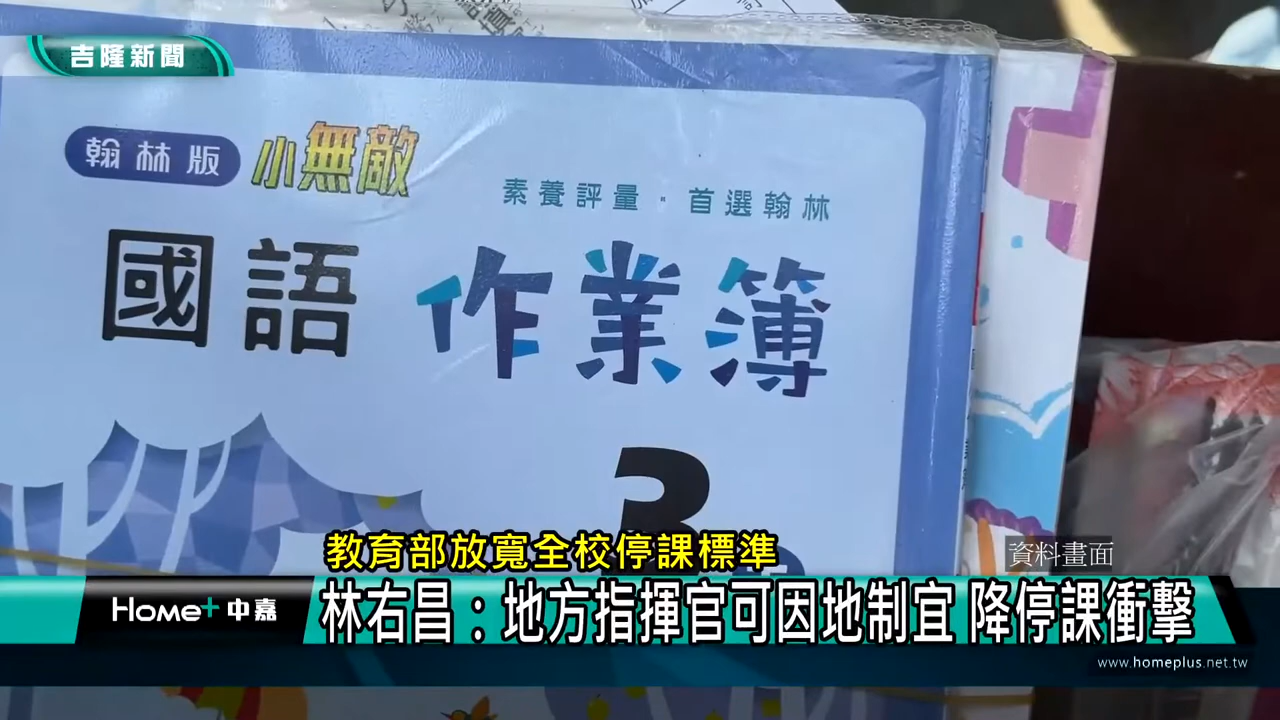 吉隆新聞
翰林版 小無敵
素養評量·首選翰林
國語 作業簿
3
教育部放寬全校停課標準
資料畫面
Home+中嘉
林右昌：地方指揮官可因地制宜 降停課衝擊
www.homeplus.net.tw